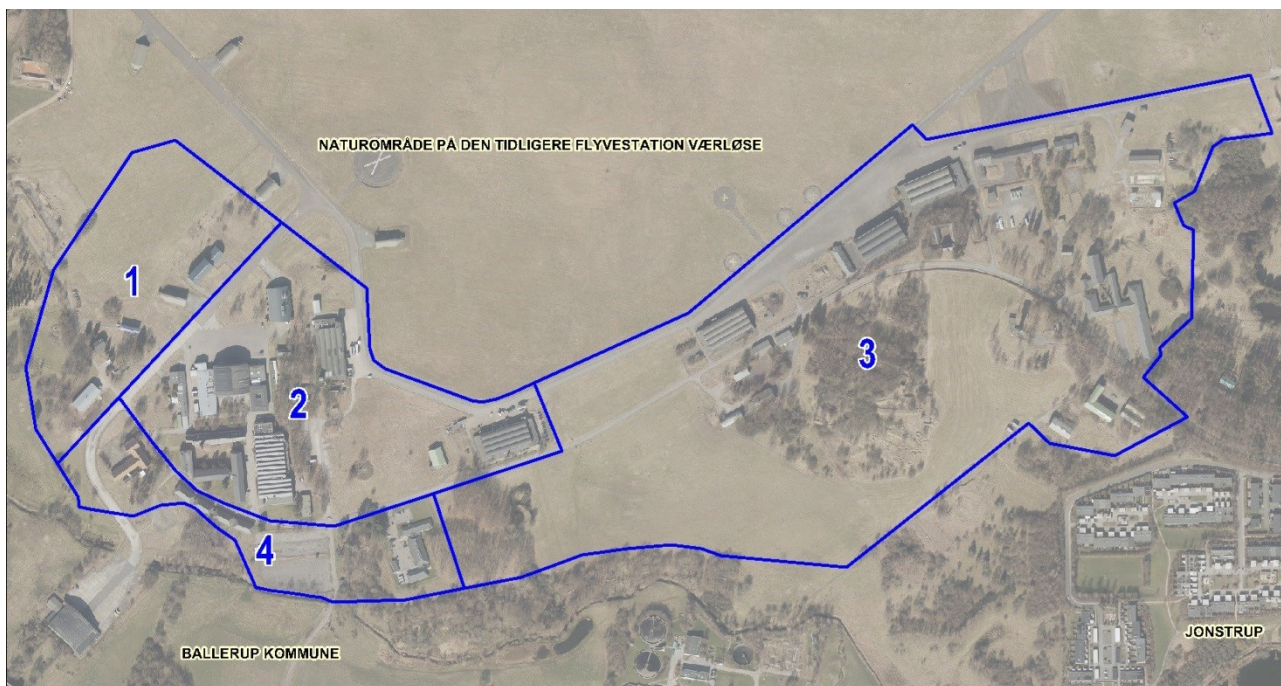 NATUROMRÅDE PÅ DEN TIDLIGERE FLYVESTATION VÆRLØSE
1
2
3
4
JONSTRUP
BALLERUP KOMMUNE